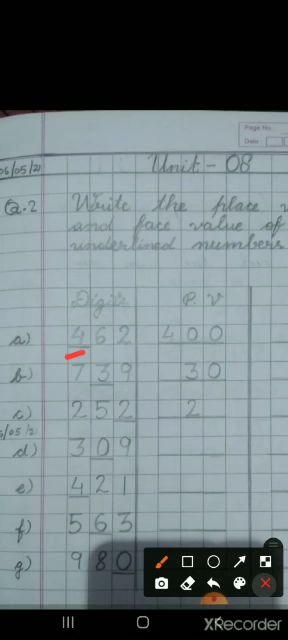 Page No.:
Date
06/05/21 Unit - 08
Q.2 Write the place
and face value of
underlined numbers
Digits P. V
a) 462 400
b) 739 30
c) 252 2
d) 309
e) 421
f) 563
g) 980
XRecorder